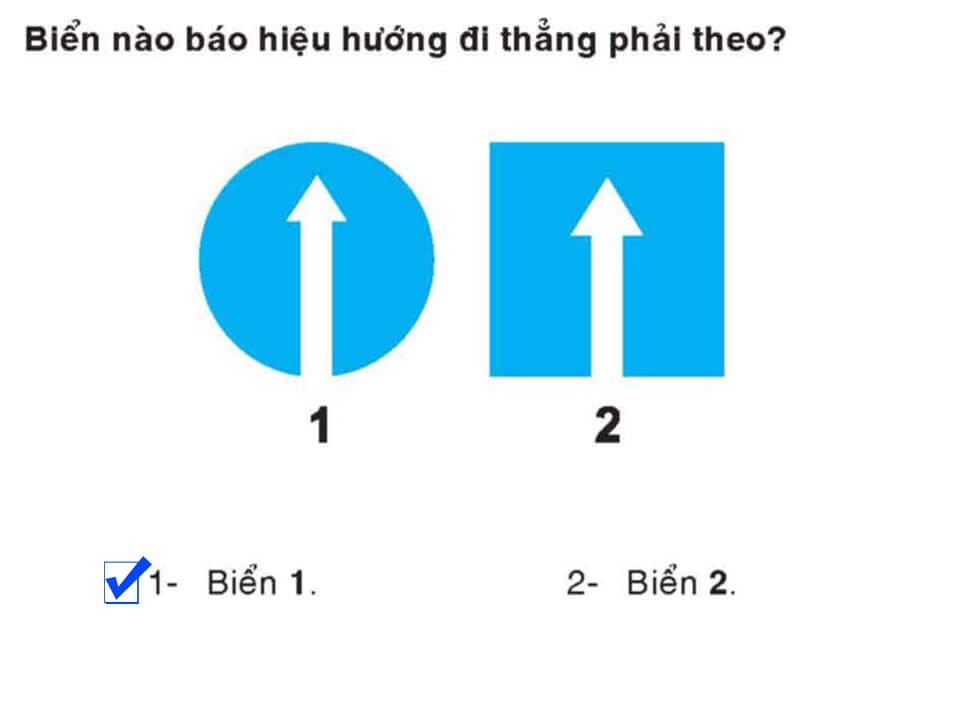 Biển nào báo hiệu hướng đi thẳng phải theo?
1 2
1- Biển 1. 2- Biển 2.